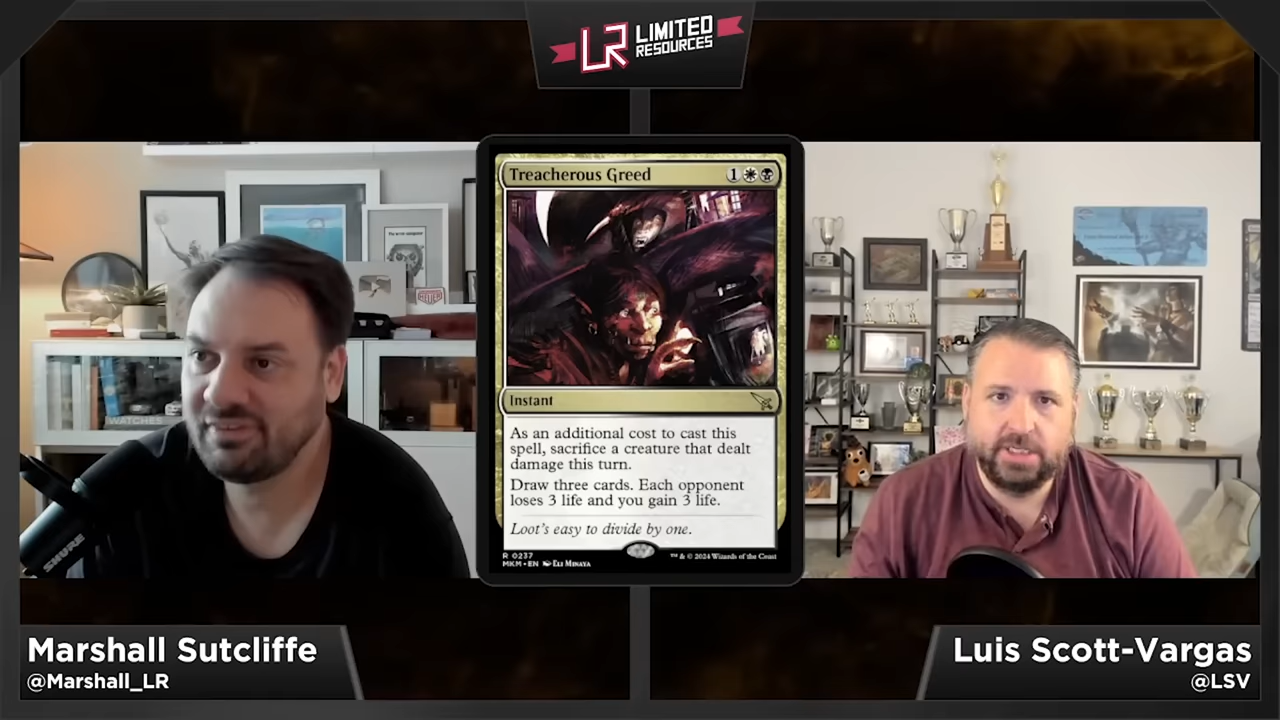 LR LIMITED
RESOURCES
Treacherous Greed 1
Instant
As an additional cost to cast this
spell, sacrifice a creature that dealt
damage this turn.
Draw three cards. Each opponent
loses 3 life and you gain 3 life.
Loot's easy to divide by one.
R 0237
MKM • EN Eli Minaya
™ & © 2024 Wizards of the Coast
WATCHES
SHURE
Marshall Sutcliffe
@Marshall_LR
Luis Scott-Vargas
@LSV